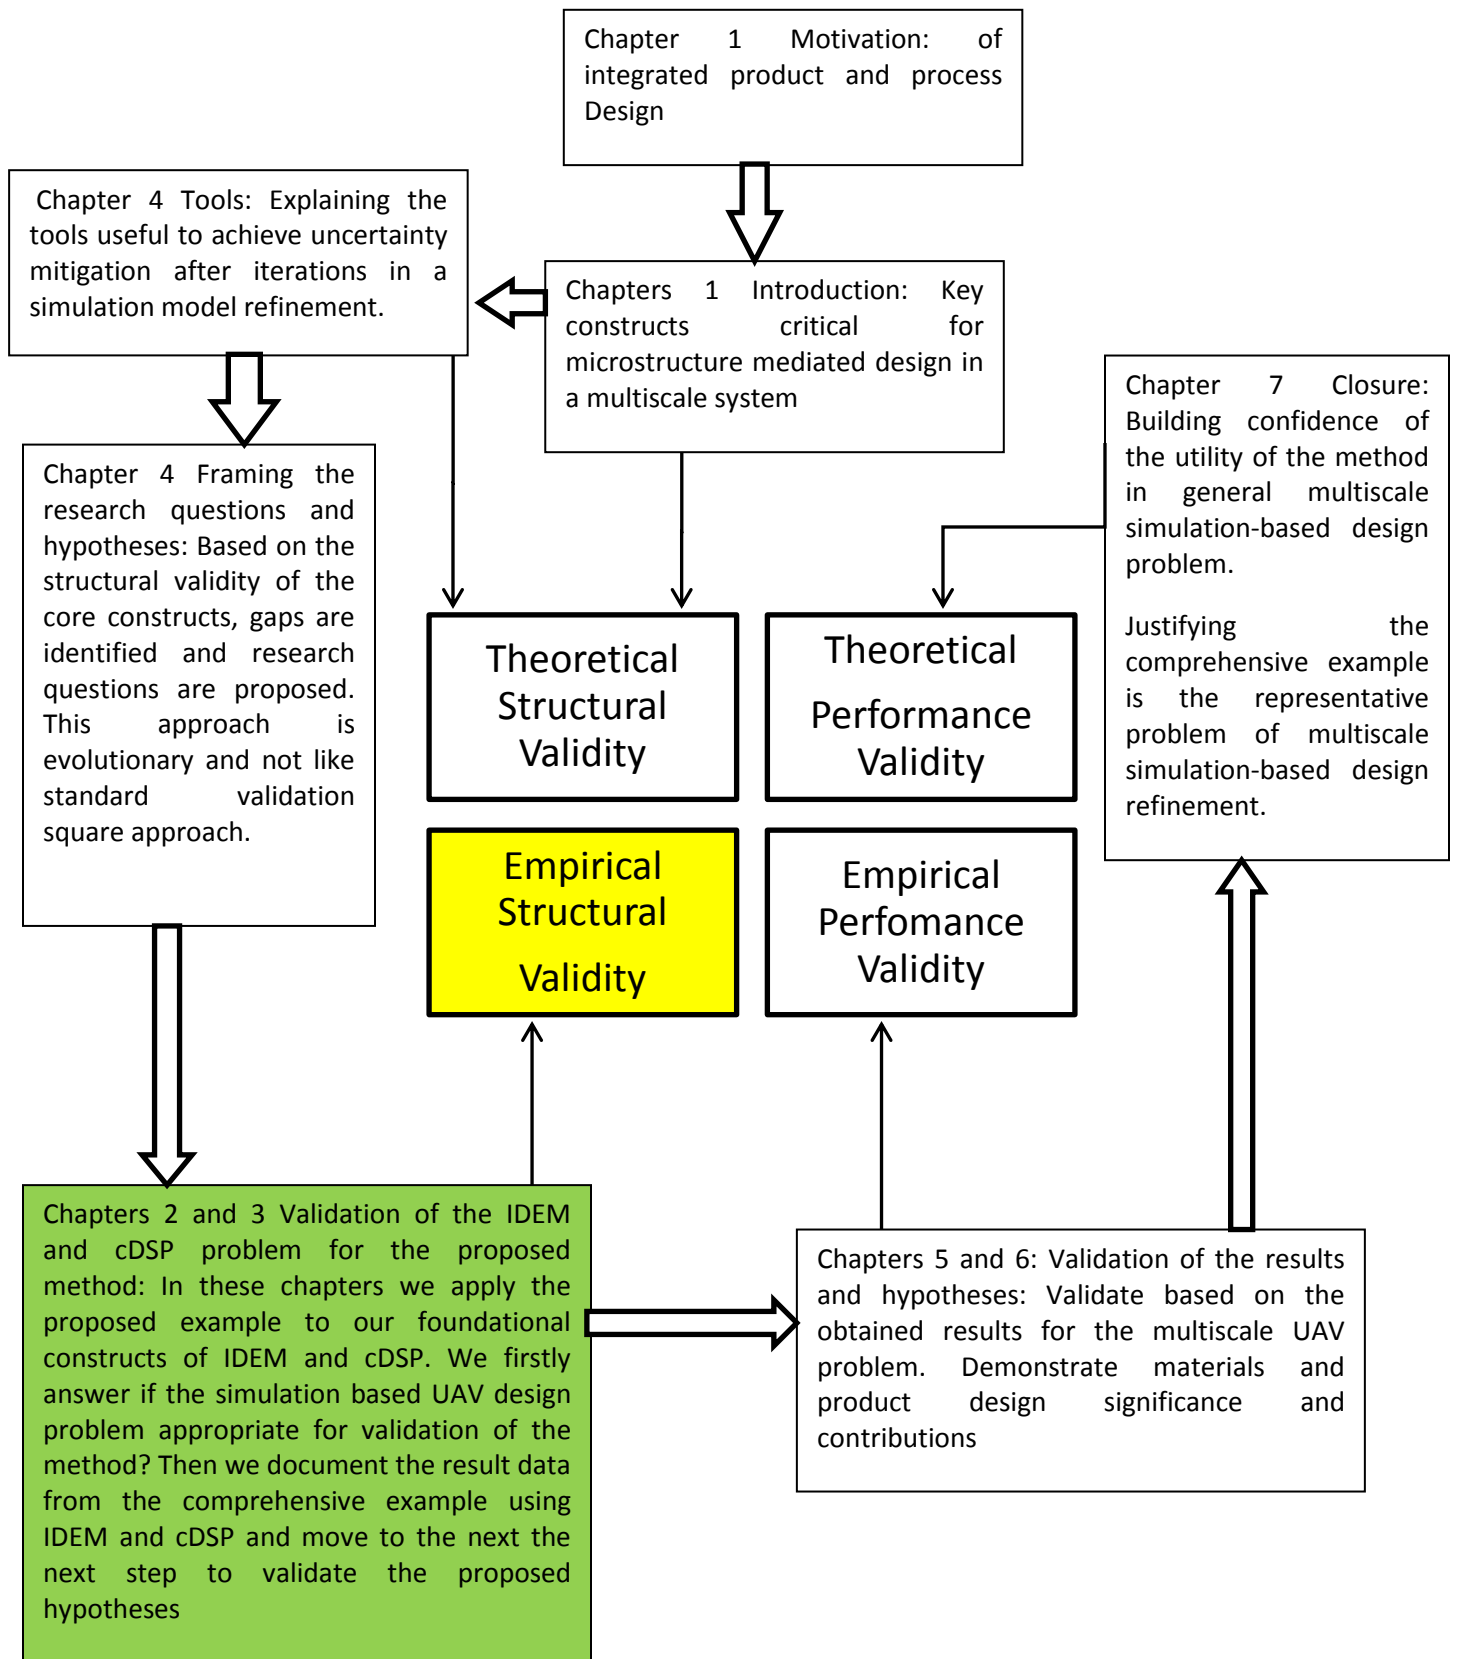 Chapter 1 Motivation: of
integrated product and process
Design
Chapter 4 Tools: Explaining the
tools useful to achieve uncertainty
mitigation after iterations in a
simulation model refinement.
Chapters 1 Introduction: Key
constructs critical for
microstructure mediated design in
a multiscale system
Chapter 4 Framing the
research questions and
hypotheses: Based on the
structural validity of the
core constructs, gaps are
identified and research
questions are proposed.
This approach is
evolutionary and not like
standard validation
square approach.
Chapter 7 Closure:
Building confidence of
the utility of the method
in general multiscale
simulation-based design
problem.
Justifying the
comprehensive example
is the representative
problem of multiscale
simulation-based design
refinement.
Theoretical
Structural
Validity
Theoretical
Performance
Validity
Empirical
Structural
Validity
Empirical
Perfomance
Validity
Chapters 2 and 3 Validation of the IDEM
and cDSP problem for the proposed
method: In these chapters we apply the
proposed example to our foundational
constructs of IDEM and cDSP. We firstly
answer if the simulation based UAV design
problem appropriate for validation of the
method? Then we document the result data
from the comprehensive example using
IDEM and cDSP and move to the next the
next step to validate the proposed
hypotheses
Chapters 5 and 6: Validation of the results
and hypotheses: Validate based on the
obtained results for the multiscale UAV
problem. Demonstrate materials and
product design significance and
contributions